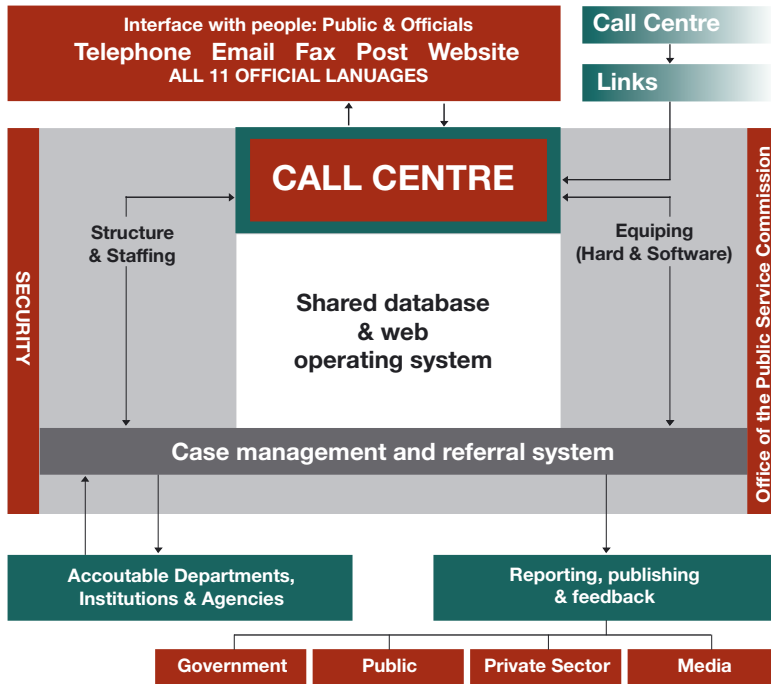 Interface with people: Public & Officials
Telephone Email Fax Post Website
ALL 11 OFFICIAL LANUAGES
Call Centre
Links
SECURITY
CALL CENTRE
Structure
& Staffing
Equiping
(Hard & Software)
Shared database
& web
operating system
Office of the Public Service Commission
Case management and referral system
Accoutable Departments,
Institutions & Agencies
Reporting, publishing
& feedback
Government
Public
Private Sector
Media